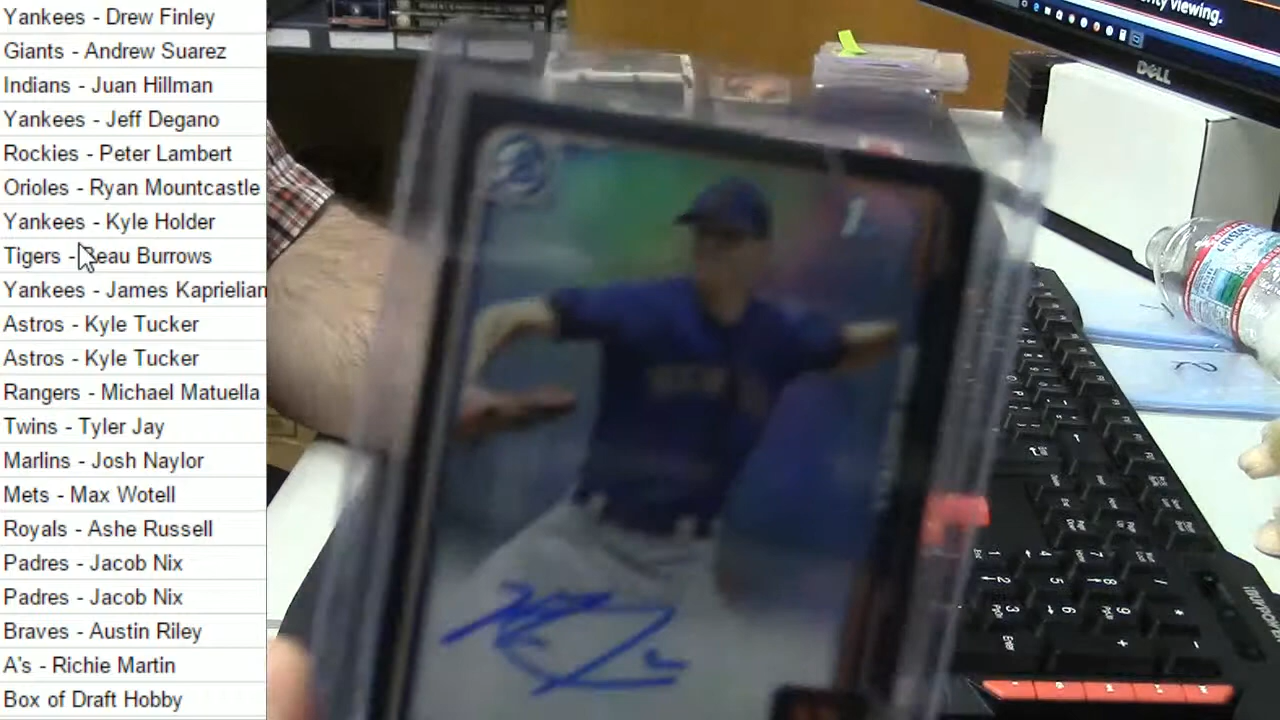 Yankees - Drew Finley
Giants - Andrew Suarez
Indians - Juan Hillman
Yankees - Jeff Degano
Rockies - Peter Lambert
Orioles - Ryan Mountcastle
Yankees - Kyle Holder
Tigers - Beau Burrows
Yankees - James Kaprielian
Astros - Kyle Tucker
Astros - Kyle Tucker
Rangers - Michael Matuella
Twins - Tyler Jay
Marlins - Josh Naylor
Mets - Max Wotell
Royals - Ashe Russell
Padres - Jacob Nix
Padres - Jacob Nix
Braves - Austin Riley
A's - Richie Martin
Box of Draft Hobby
viewing.
DELL